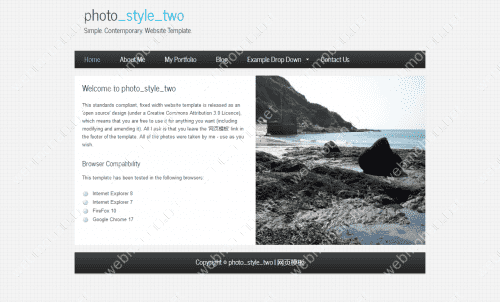 photo_style_two
Simple Contemporary Website Template
Home About Me My Portfolio Blog Example Drop Down Contact Us
Welcome to photo_style_two
This standards compliant, fixed width website template is released as an
'open source' design (under a Creative Commons Attribution 3.0 Licence),
which means that you are free to use it for anything you want (including
modifying and amending it). All I ask is that you leave the '网页模板' link in
the footer of the template. All of the photos were taken by me - use as you
wish.
Browser Compatibility
This template has been tested in the following browsers:
Internet Explorer 8
Internet Explorer 7
FireFox 10
Google Chrome 17
Copyright © photo_style_two | 网页模板